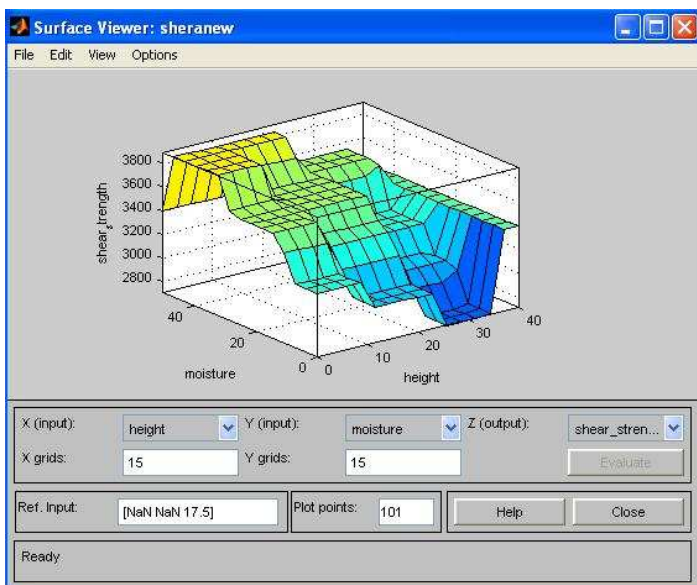 Surface Viewer: sheranew
File Edit View Options
3800
3600
3400
3200
3000
2800
shear_strength
40
20
0
moisture
0
10
20
30
40
height
X (input): height Y (input): moisture Z (output): shear_stren...
X grids: 15 Y grids: 15 Evaluate
Ref. Input: [NaN NaN 17.5] Plot points: 101 Help Close
Ready